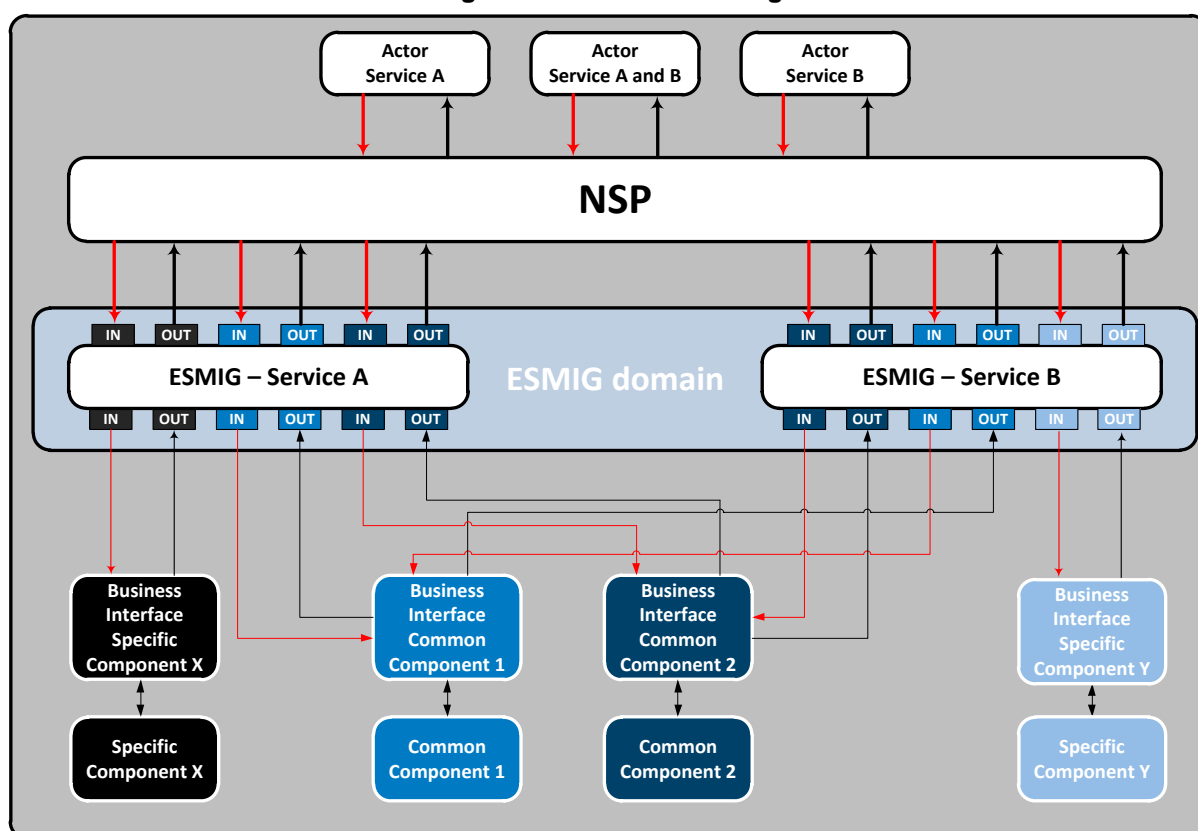 Actor
Service A
Actor
Service A and B
Actor
Service B
NSP
IN OUT IN OUT IN OUT
IN OUT IN OUT IN OUT
ESMIG – Service A
ESMIG domain
ESMIG – Service B
IN OUT IN OUT IN OUT
IN OUT IN OUT IN OUT
Business
Interface
Specific
Component X
Business
Interface
Common
Component 1
Business
Interface
Common
Component 2
Business
Interface
Specific
Component Y
Specific
Component X
Common
Component 1
Common
Component 2
Specific
Component Y